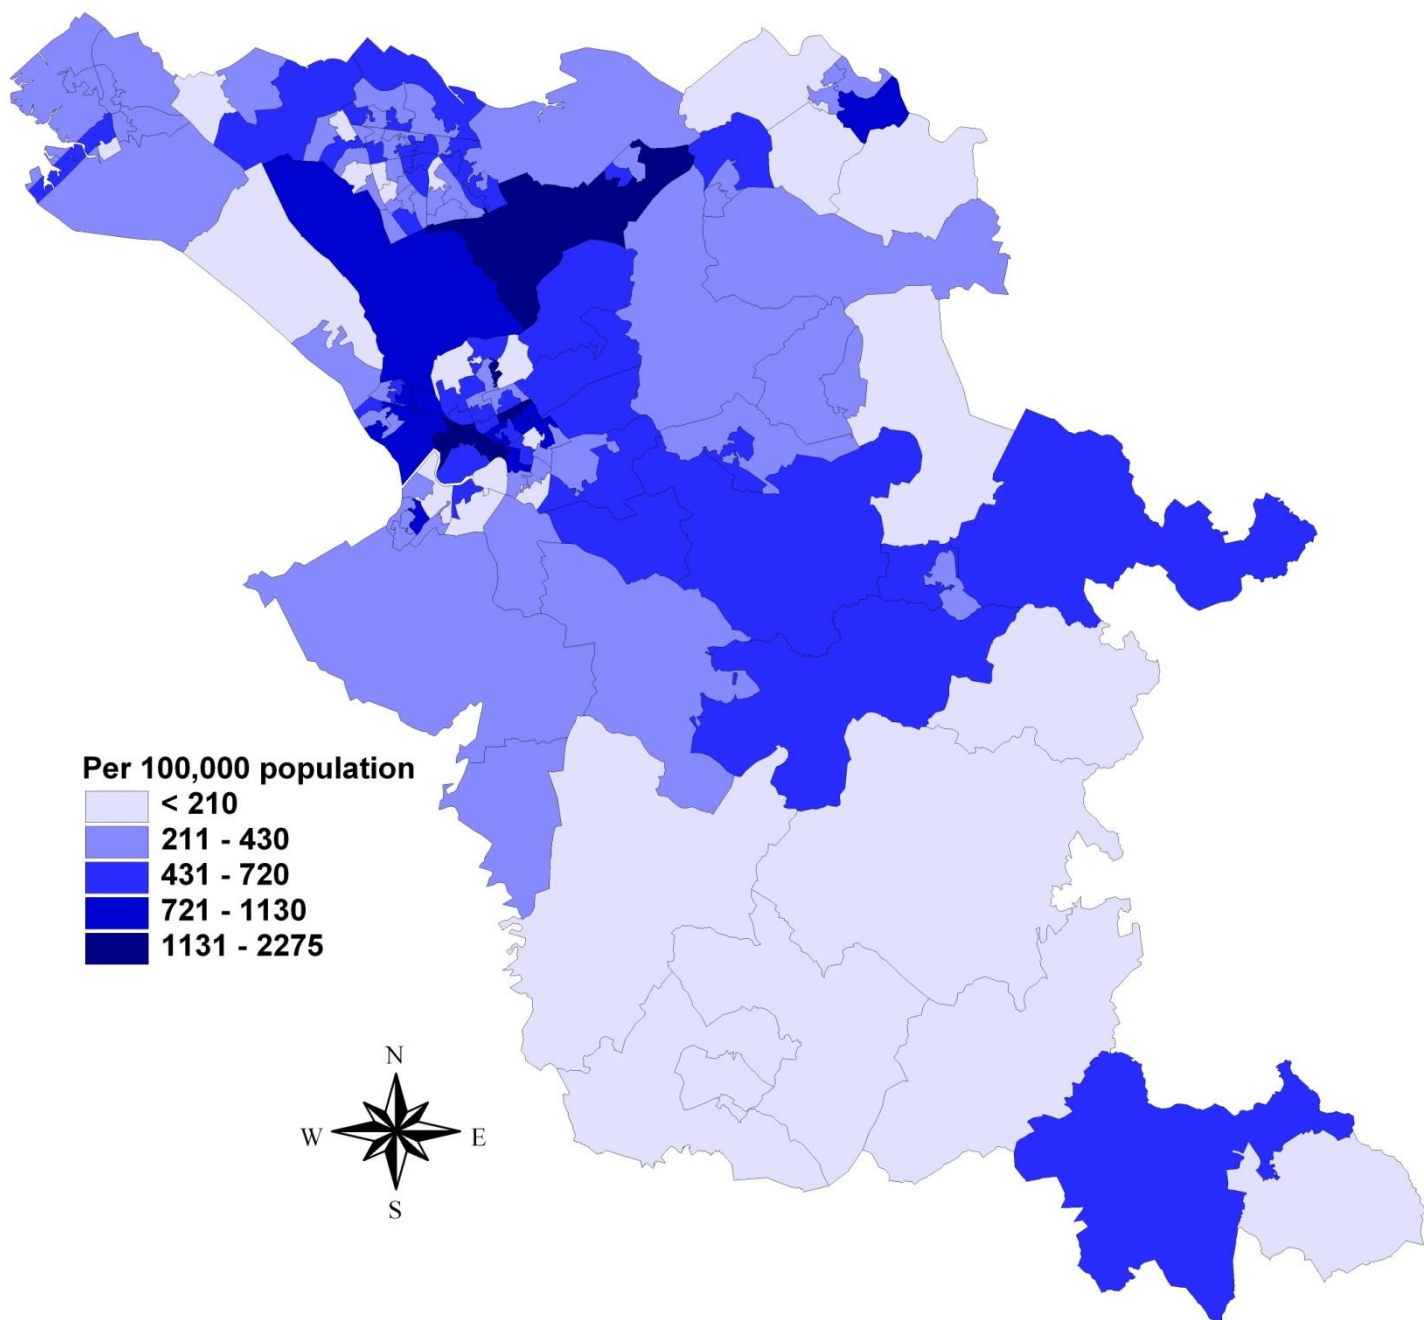 Per 100,000 population
< 210
211 - 430
431 - 720
721 - 1130
1131 - 2275
N
W E
S